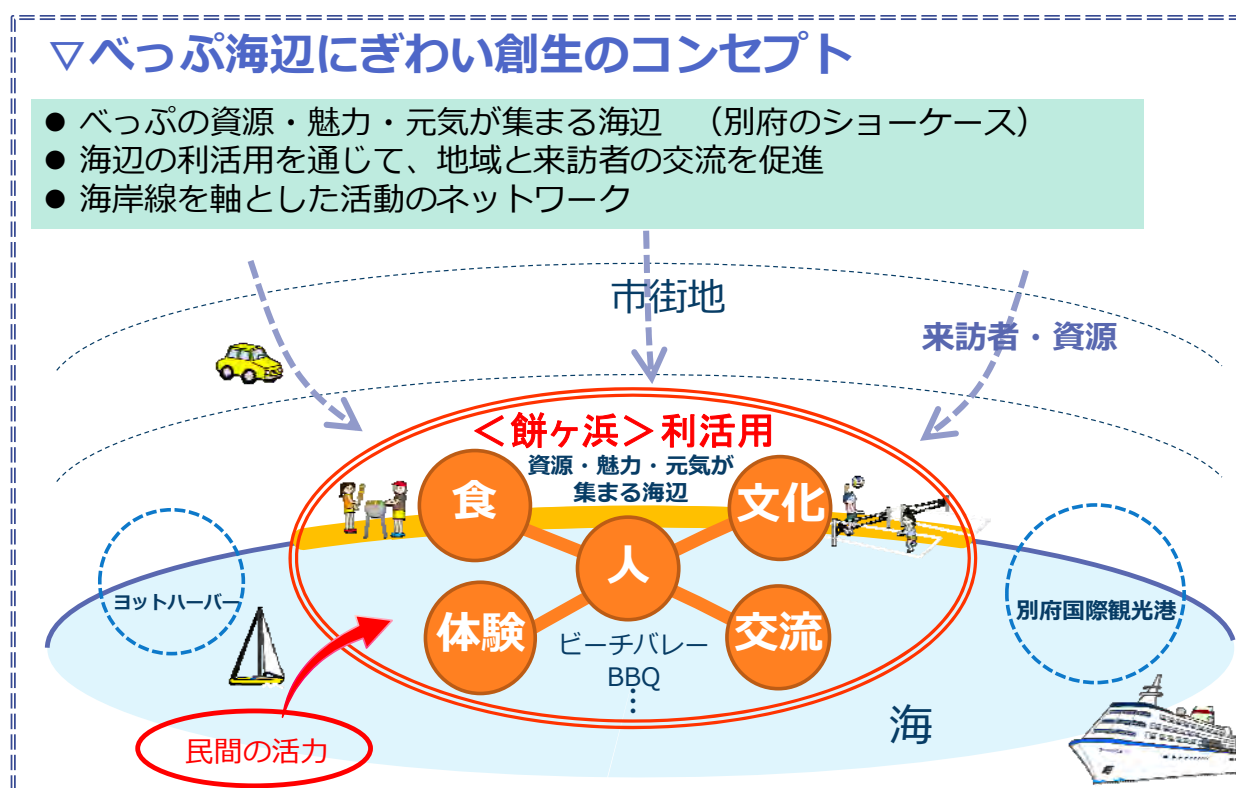 ▽べっぷ海辺にぎわい創生のコンセプト
● べっぷの資源・魅力・元気が集まる海辺　（別府のショーケース）
● 海辺の利活用を通じて、地域と来訪者の交流を促進
● 海岸線を軸とした活動のネットワーク
市街地
来訪者・資源
＜餅ヶ浜＞利活用
資源・魅力・元気が
集まる海辺
食
文化
人
体験
交流
ヨットハーバー
別府国際観光港
ビーチバレー
BBQ
⋮
海
民間の活力